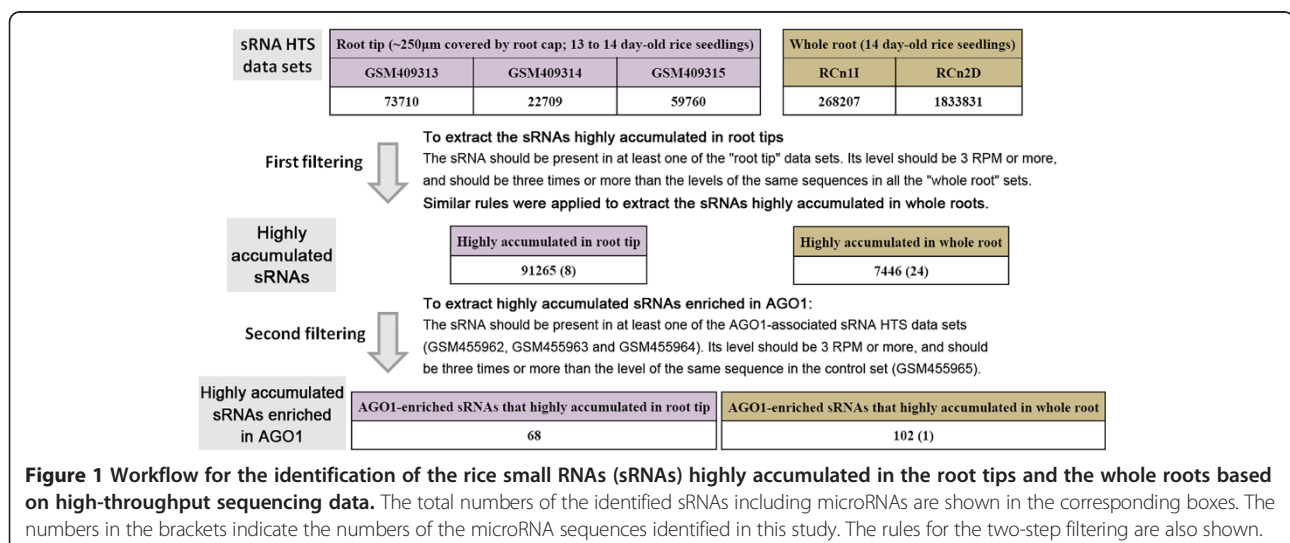 sRNA HTS
data sets
Root tip (~250μm covered by root cap; 13 to 14 day-old rice seedlings)
GSM409313 GSM409314 GSM409315
73710 22709 59760
Whole root (14 day-old rice seedlings)
RCn1I RCn2D
268207 1833831
First filtering
To extract the sRNAs highly accumulated in root tips
The sRNA should be present in at least one of the "root tip" data sets. Its level should be 3 RPM or more,
and should be three times or more than the levels of the same sequences in all the "whole root" sets.
Similar rules were applied to extract the sRNAs highly accumulated in whole roots.
Highly
accumulated
sRNAs
Highly accumulated in root tip
91265 (8)
Highly accumulated in whole root
7446 (24)
Second filtering
To extract highly accumulated sRNAs enriched in AGO1:
The sRNA should be present in at least one of the AGO1-associated sRNA HTS data sets
(GSM455962, GSM455963 and GSM455964). Its level should be 3 RPM or more, and should
be three times or more than the level of the same sequence in the control set (GSM455965).
Highly accumulated
sRNAs enriched
in AGO1
AGO1-enriched sRNAs that highly accumulated in root tip
68
AGO1-enriched sRNAs that highly accumulated in whole root
102 (1)
Figure 1 Workflow for the identification of the rice small RNAs (sRNAs) highly accumulated in the root tips and the whole roots based
on high-throughput sequencing data. The total numbers of the identified sRNAs including microRNAs are shown in the corresponding boxes. The
numbers in the brackets indicate the numbers of the microRNA sequences identified in this study. The rules for the two-step filtering are also shown.